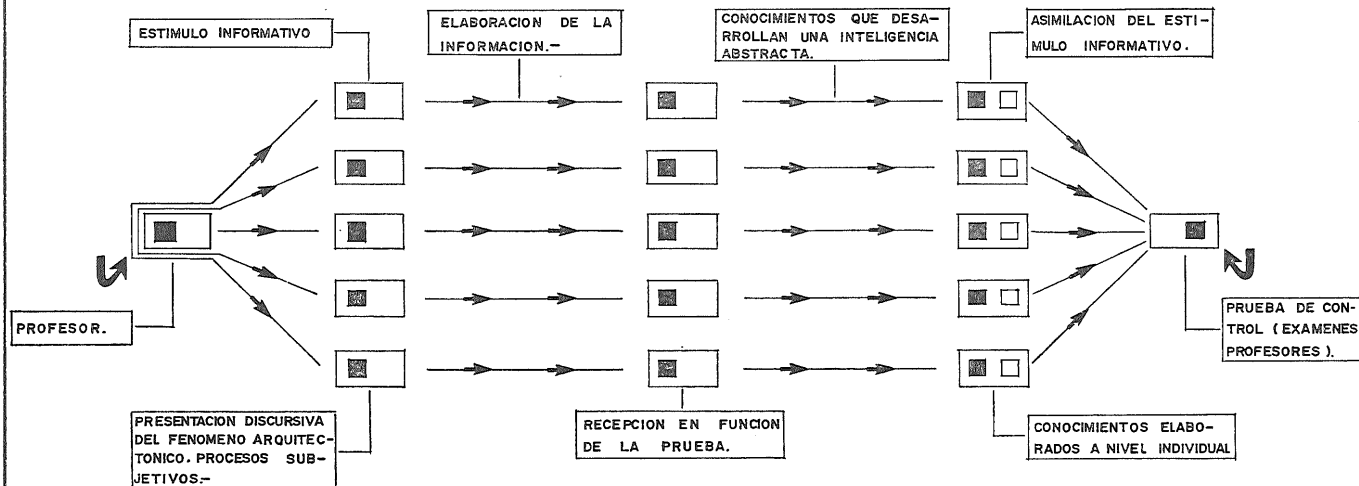 ESTIMULO INFORMATIVO
ELABORACION DE LA
INFORMACION.-
CONOCIMIENTOS QUE DESA-
RROLLAN UNA INTELIGENCIA
ABSTRACTA.
ASIMILACION DEL ESTI-
MULO INFORMATIVO.
PROFESOR.
PRUEBA DE CON-
TROL (EXAMENES
PROFESORES).
PRESENTACION DISCURSIVA
DEL FENOMENO ARQUITEC-
TONICO. PROCESOS SUB-
JETIVOS.-
RECEPCION EN FUNCION
DE LA PRUEBA.
CONOCIMIENTOS ELABO-
RADOS A NIVEL INDIVIDUAL